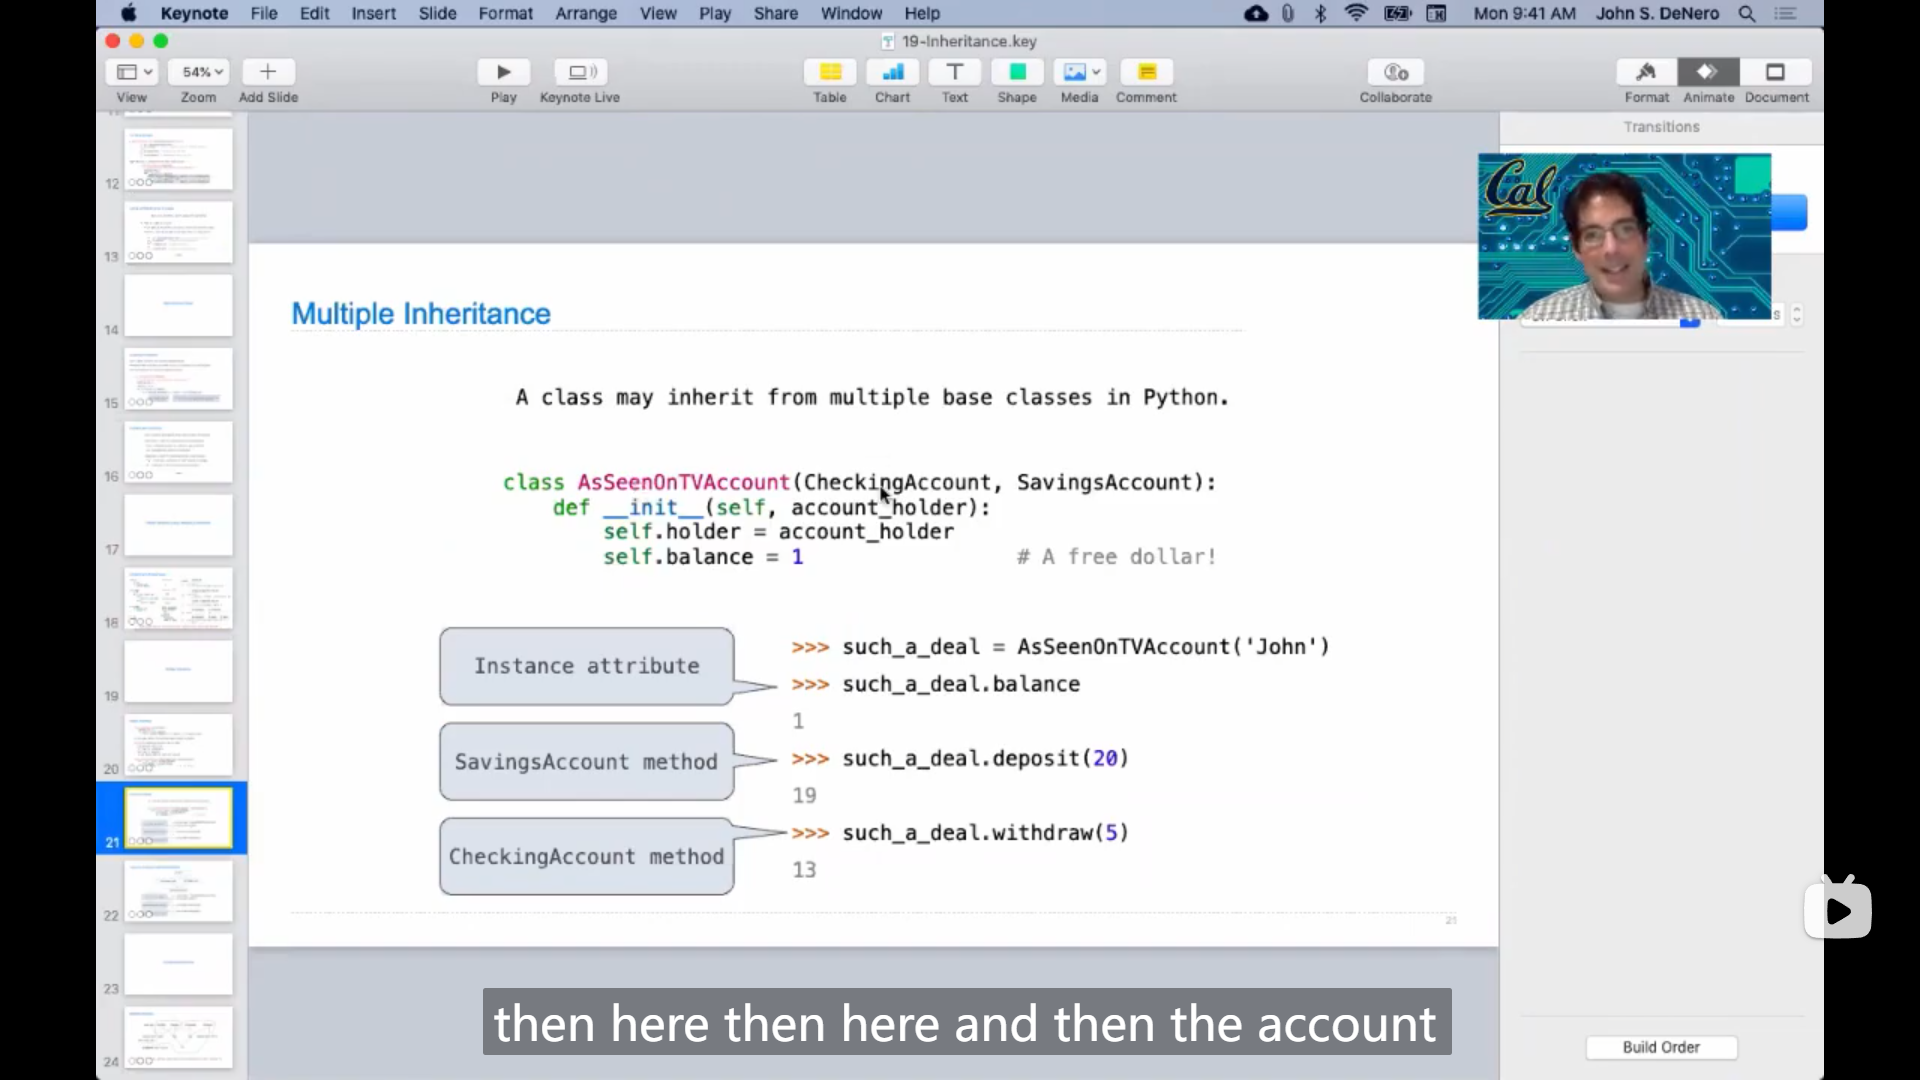 Keynote File Edit Insert Slide Format Arrange View Play Share Window Help Mon 9:41 AM John S. DeNero
19-Inheritance.key
54%
View Zoom Add Slide Play Keynote Live Table Chart Text Shape Media Comment Collaborate Format Animate Document
Transitions
Cal
12
13
14
15
16
17
18
19
20
21
22
23
24
Multiple Inheritance
A class may inherit from multiple base classes in Python.
class AsSeenOnTVAccount(CheckingAccount, SavingsAccount):
def __init__(self, account_holder):
self.holder = account_holder
self.balance = 1 # A free dollar!
Instance attribute
SavingsAccount method
CheckingAccount method
>>> such_a_deal = AsSeenOnTVAccount('John')
>>> such_a_deal.balance
1
>>> such_a_deal.deposit(20)
19
>>> such_a_deal.withdraw(5)
13
21
Build Order
then here then here and then the account